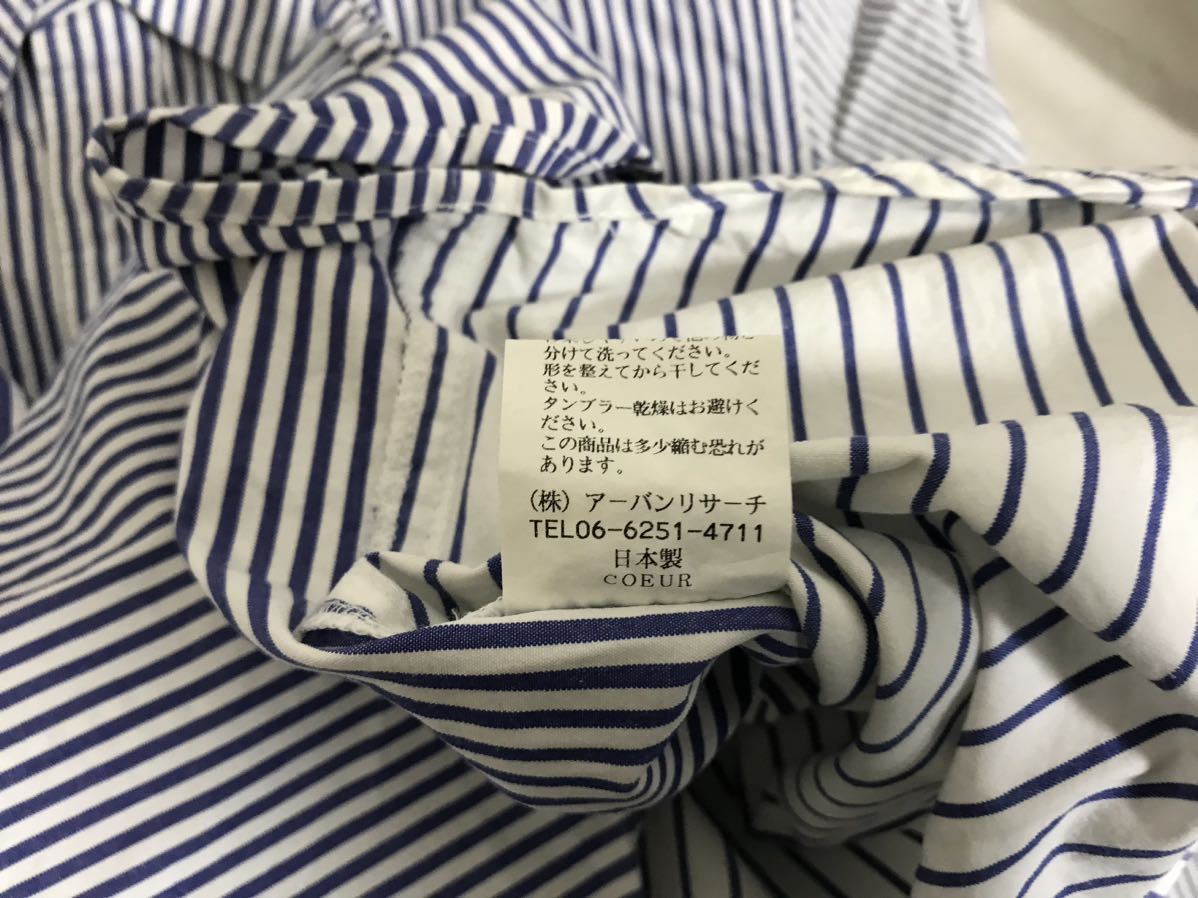 分けて洗ってください。
形を整えてから干してくだ
さい。
タンブラー乾燥はお避けく
ださい。
この商品は多少縮む恐れが
あります。
(株) アーバンリサーチ
TEL06-6251-4711
日本製
COEUR